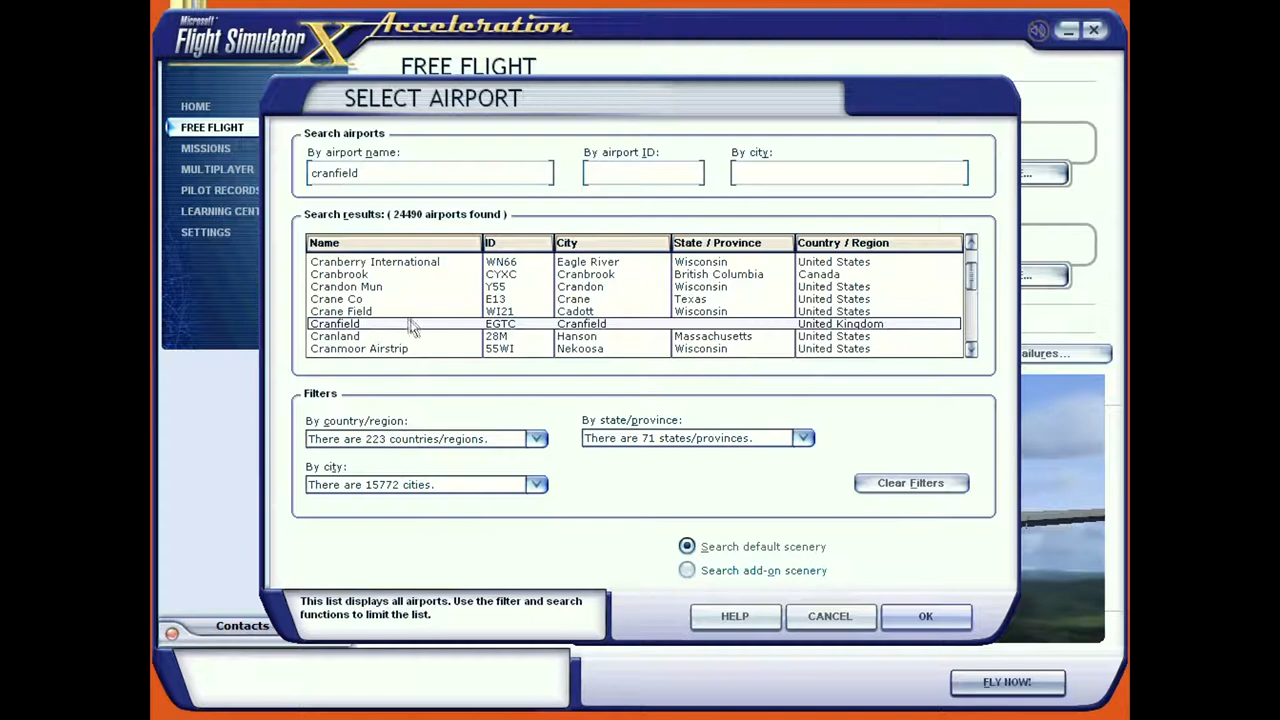 Microsoft
Flight Simulator X Acceleration
FREE FLIGHT
SELECT AIRPORT
HOME
FREE FLIGHT
MISSIONS
MULTIPLAYER
PILOT RECORDS
LEARNING CENT
SETTINGS
Search airports
By airport name: By airport ID: By city:
cranfield
Search results: ( 24490 airports found )
Name ID City State / Province Country / Region
Cranberry International WN66 Eagle River Wisconsin United States
Cranbrook CYXC Cranbrook British Columbia Canada
Crandon Mun Y55 Crandon Wisconsin United States
Crane Co E13 Crane Texas United States
Crane Field WI21 Cadott Wisconsin United States
Cranfield EGTC Cranfield United Kingdom
Cranland 28M Hanson Massachusetts United States
Cranmoor Airstrip 55WI Nekoosa Wisconsin United States
ailures...
Filters
By country/region: By state/province:
There are 223 countries/regions. There are 71 states/provinces.
By city:
There are 15772 cities. Clear Filters
Search default scenery
Search add-on scenery
This list displays all airports. Use the filter and search
functions to limit the list.
HELP CANCEL OK
Contacts
FLY NOW!